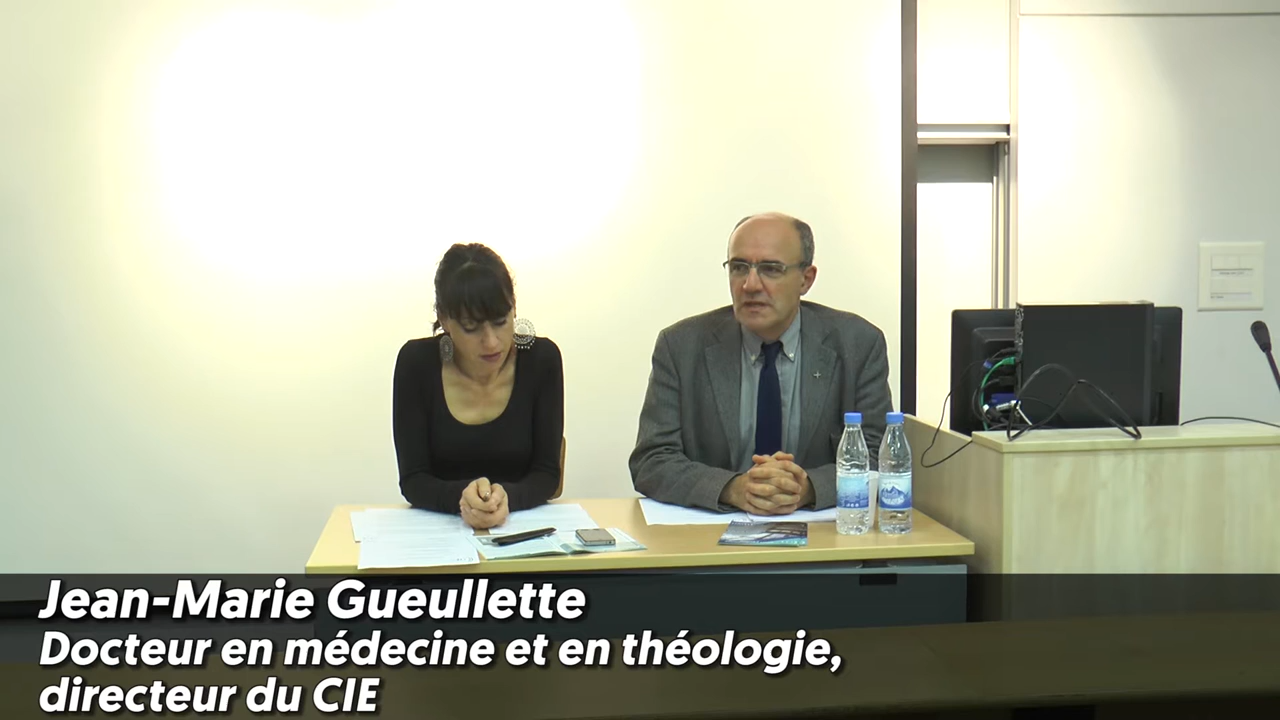 Jean-Marie Gueullette
Docteur en médecine et en théologie,
directeur du CIE